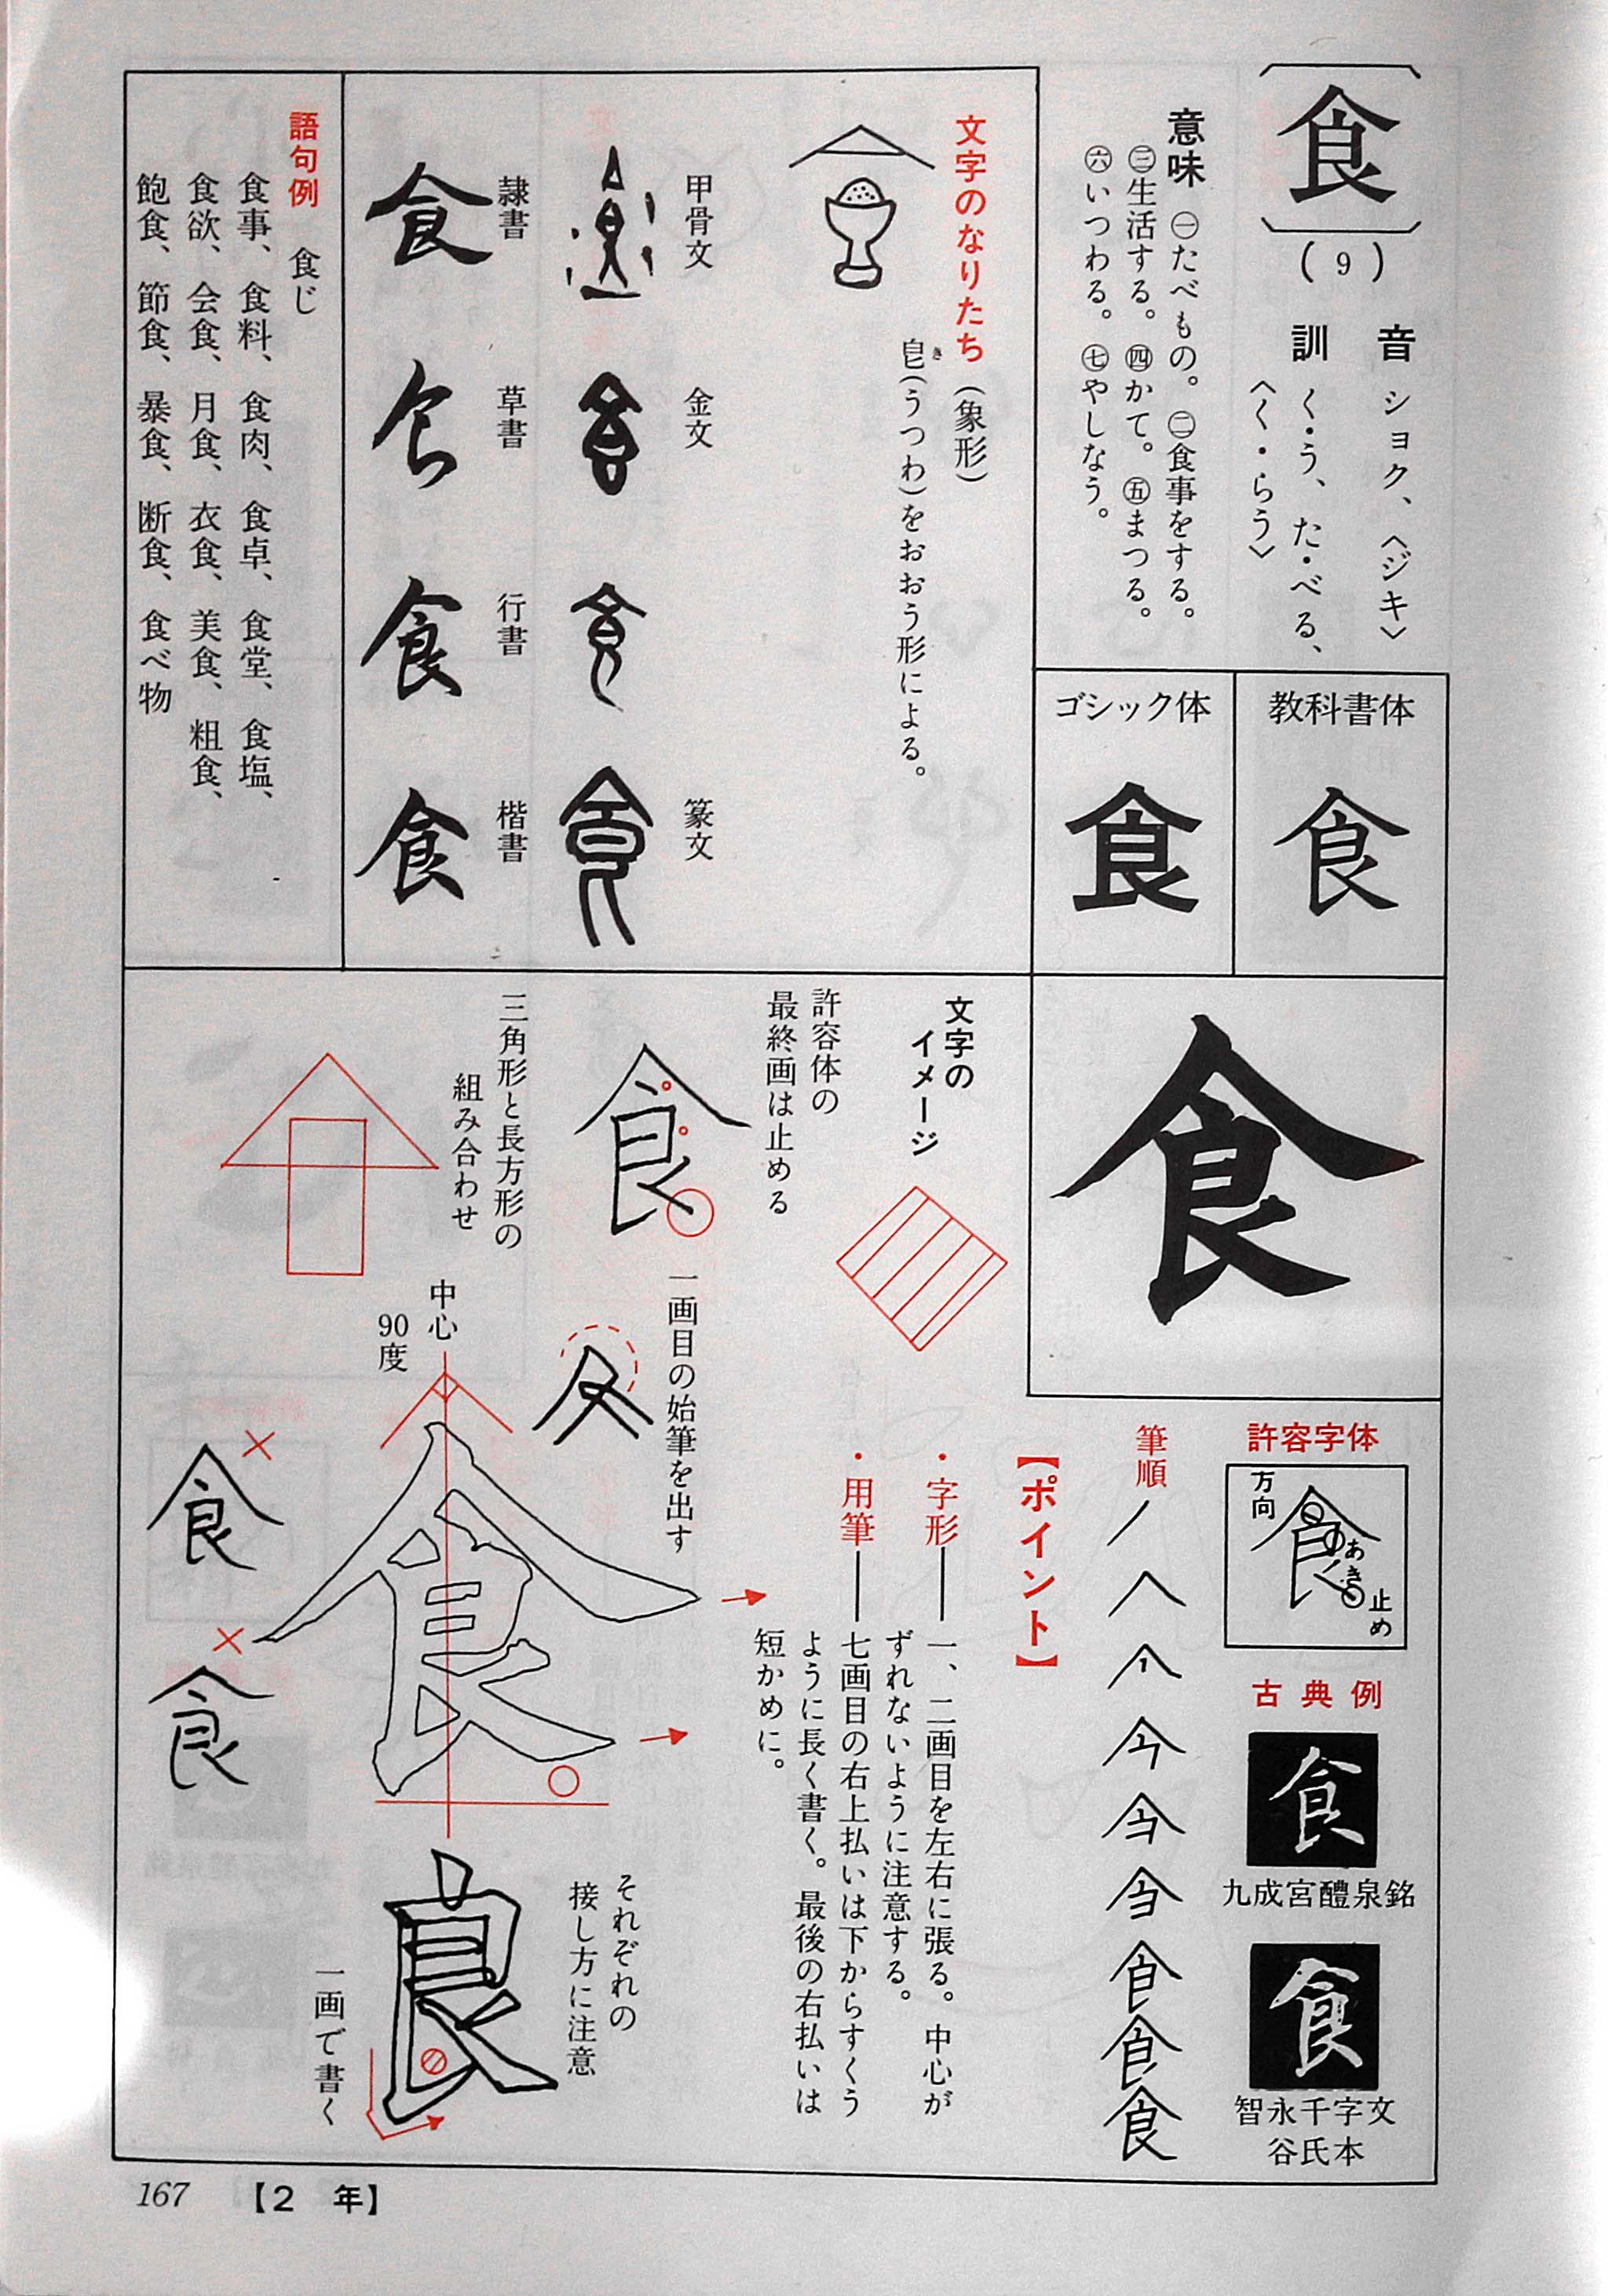 食
(9)
音 ショク、〈ジキ〉
訓 く・う、た・べる、
〈く・らう〉
意味 ㊀たべもの。㊁食事をする。
㊂生活する。㊃かて。㊄まつる。
㊅いつわる。㊆やしなう。
教科書体
食
ゴシック体
食
文字のなりたち(象形)
皀(うつわ)をおおう形による。
き
甲骨文
金文
篆文
隷書
食
草書
食
行書
食
楷書
食
語句例 食じ
食事、食料、食肉、食卓、食堂、食塩、
食欲、会食、月食、衣食、美食、粗食、
飽食、節食、暴食、断食、食べ物
食
許容字体
方向
食
あき
止め
古典例
食
九成宮醴泉銘
食
智永千字文
谷氏本
筆順
食
【ポイント】
・字形――一、二画目を左右に張る。中心が
ずれないように注意する。
・用筆――七画目の右上払いは下からすくう
ように長く書く。最後の右払いは
短かめに。
文字の
イメージ
許容体の
最終画は止める
食
一画目の始筆を出す
三角形と長方形の
組み合わせ
中心
90度
食
食
食
それぞれの
接し方に注意
一画で書く
167 【2 年】